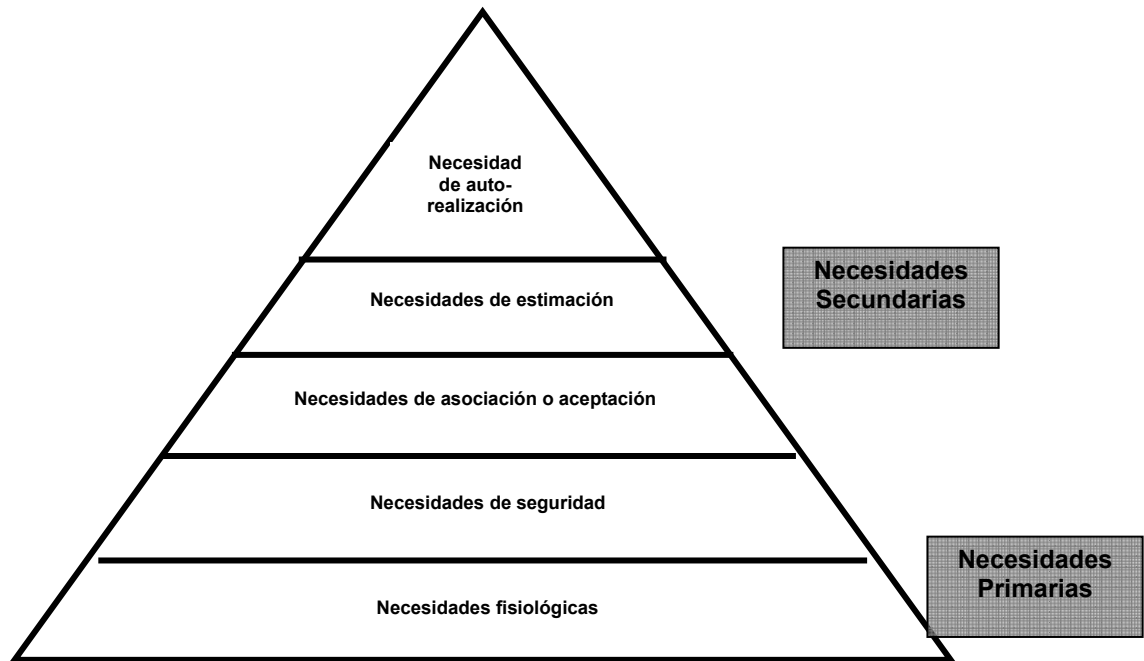 Necesidad
de auto-
realización
Necesidades
Secundarias
Necesidades de estimación
Necesidades de asociación o aceptación
Necesidades de seguridad
Necesidades
Primarias
Necesidades fisiológicas